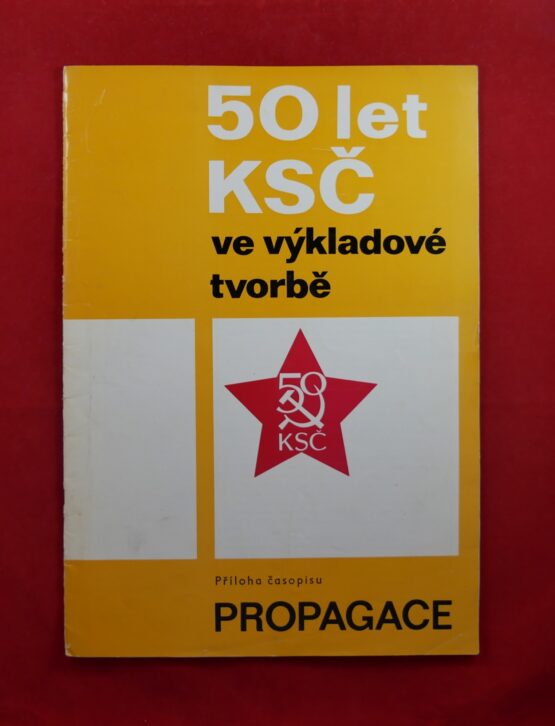 50 let
KSČ
ve výkladové
tvorbě
50
KSČ
Příloha časopisu
PROPAGACE